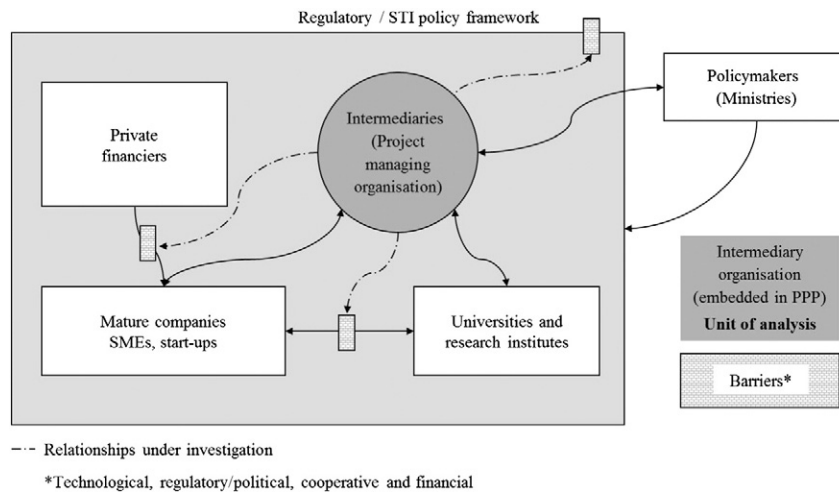 Regulatory / STI policy framework
Policymakers
(Ministries)
Private
financiers
Intermediaries
(Project
managing
organisation)
Mature companies
SMEs, start-ups
Universities and
research institutes
Intermediary
organisation
(embedded in PPP)
Unit of analysis
Barriers*
Relationships under investigation
*Technological, regulatory/political, cooperative and financial